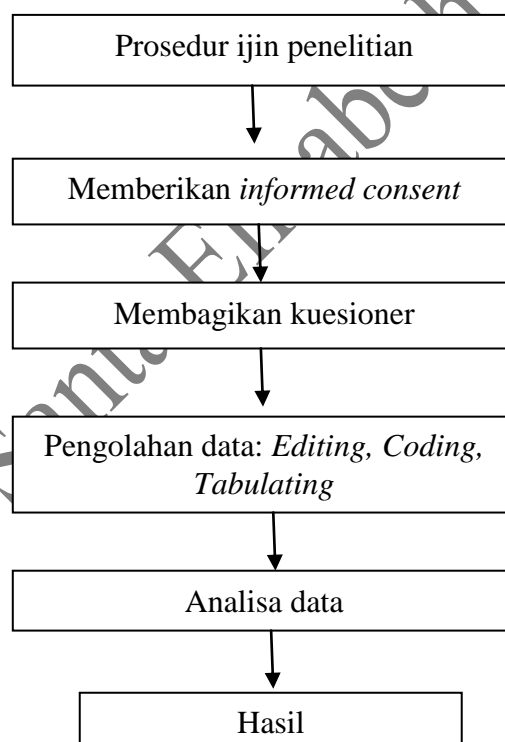 Prosedur ijin penelitian
Memberikan informed consent
Membagikan kuesioner
Pengolahan data: Editing, Coding,
Tabulating
Analisa data
Hasil